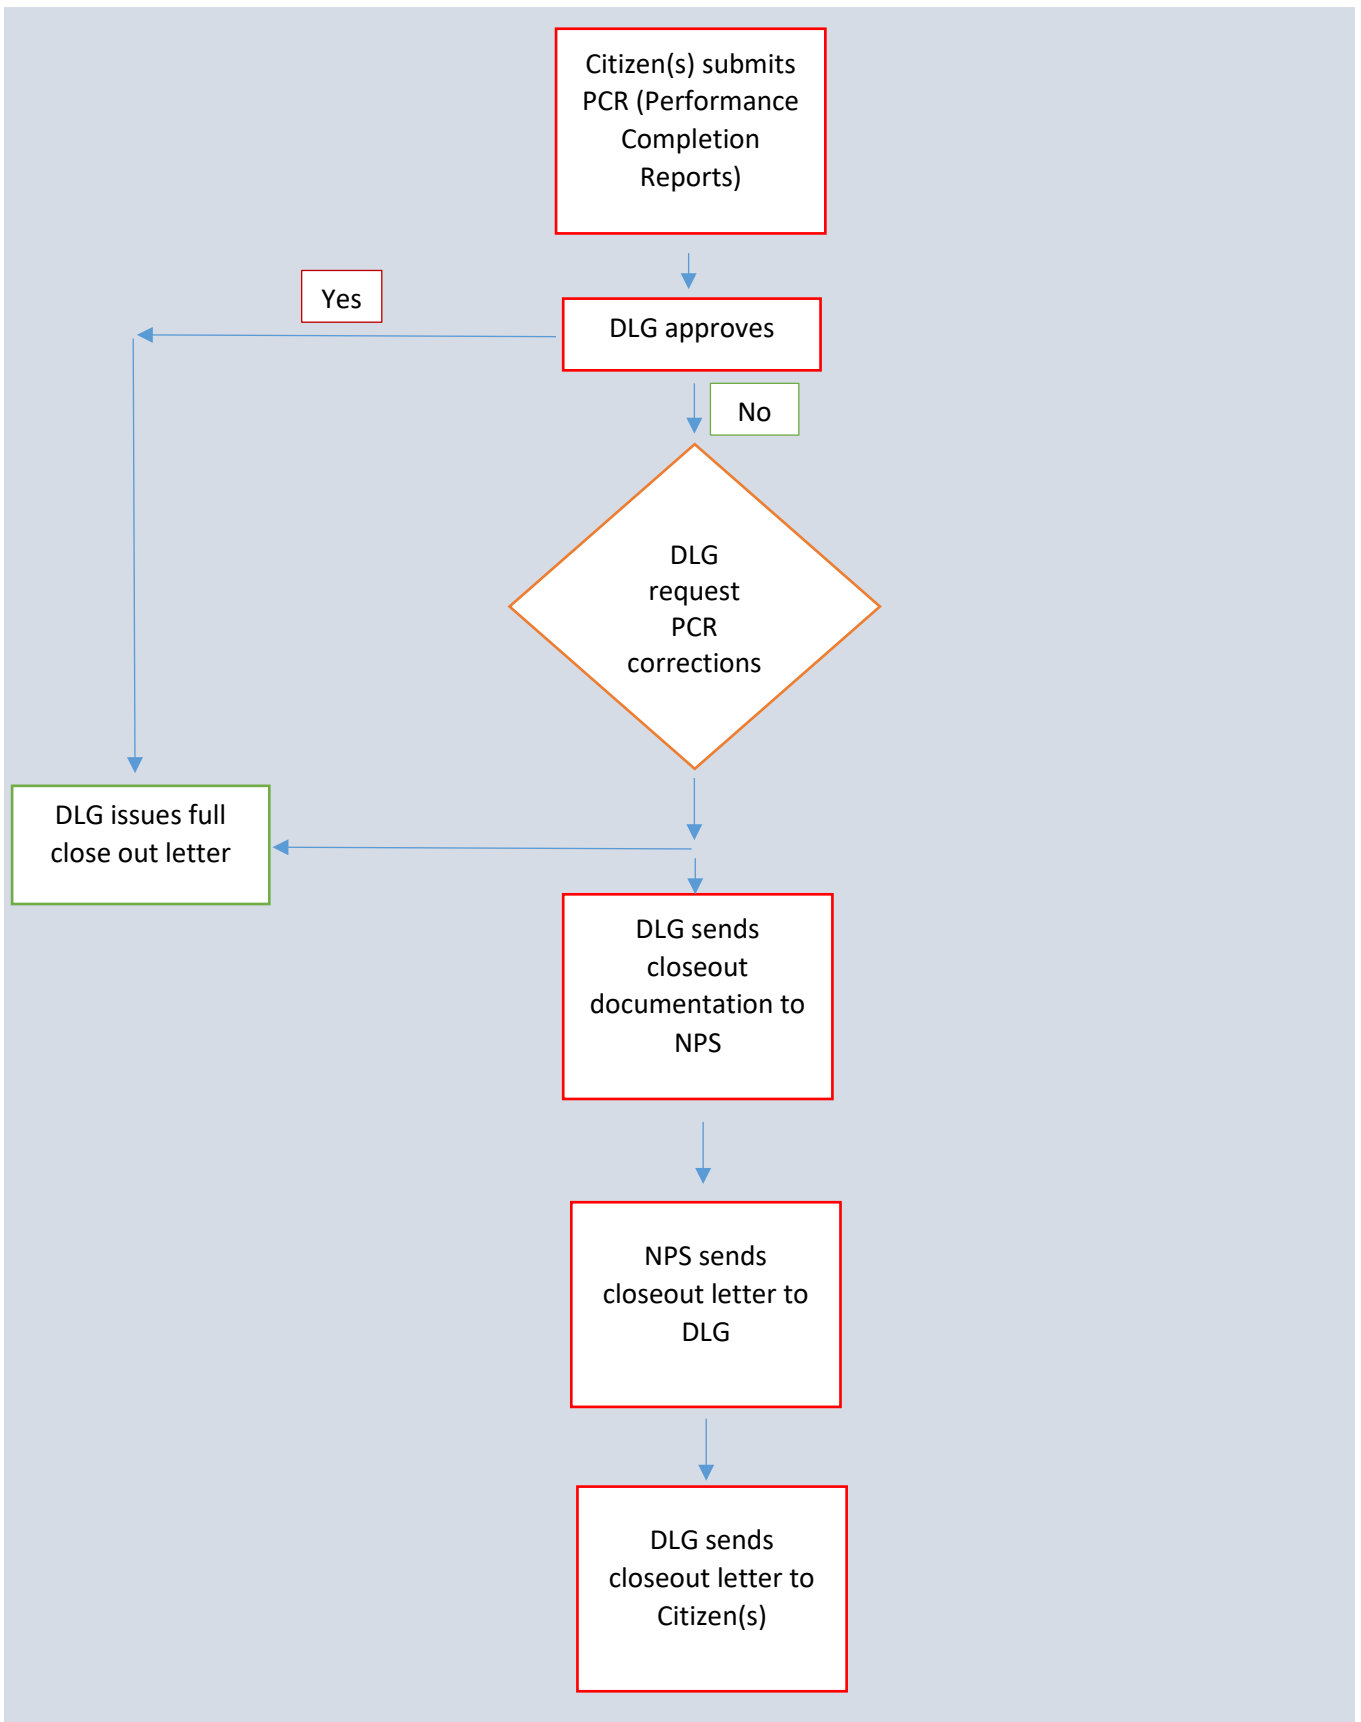 Citizen(s) submits
PCR (Performance
Completion
Reports)
Yes
DLG approves
No
DLG
request
PCR
corrections
DLG issues full
close out letter
DLG sends
closeout
documentation to
NPS
NPS sends
closeout letter to
DLG
DLG sends
closeout letter to
Citizen(s)